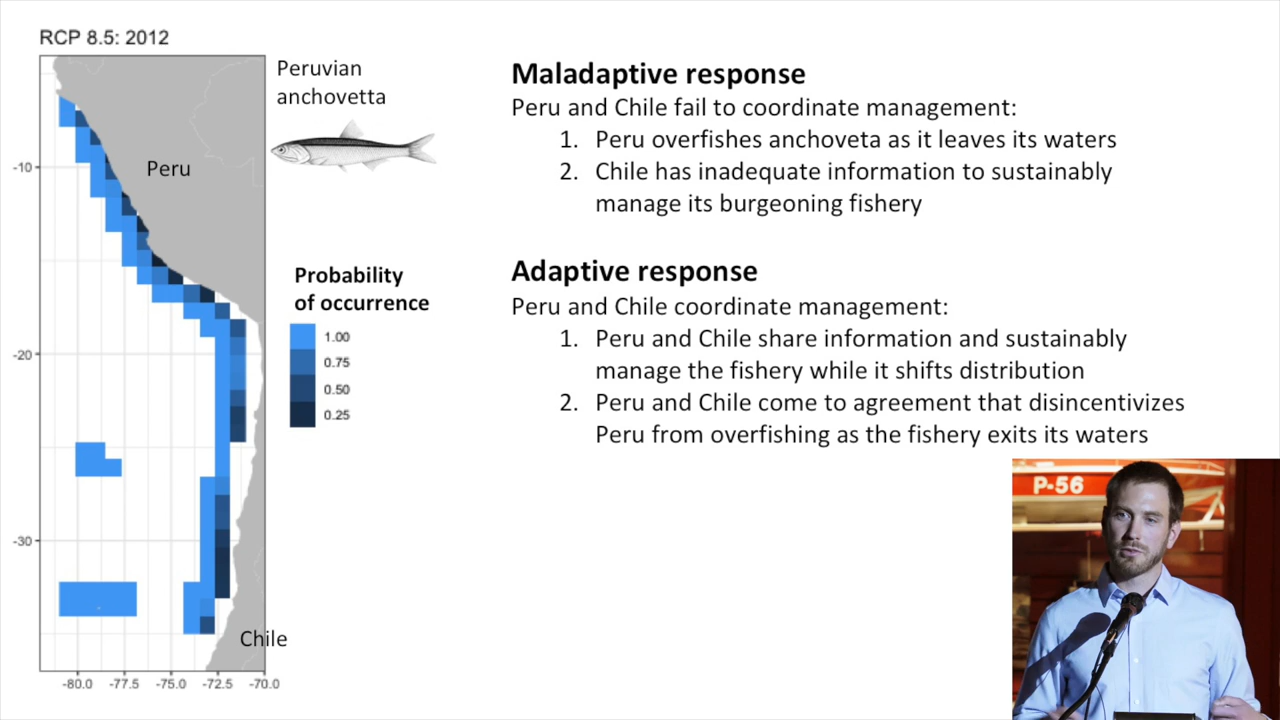 RCP 8.5: 2012
Peruvian
anchovetta
Peru
-10
-20
-30
Chile
-80.0 -77.5 -75.0 -72.5 -70.0
Probability
of occurrence
1.00
0.75
0.50
0.25
Maladaptive response
Peru and Chile fail to coordinate management:
1. Peru overfishes anchoveta as it leaves its waters
2. Chile has inadequate information to sustainably
manage its burgeoning fishery
Adaptive response
Peru and Chile coordinate management:
1. Peru and Chile share information and sustainably
manage the fishery while it shifts distribution
2. Peru and Chile come to agreement that disincentivizes
Peru from overfishing as the fishery exits its waters
P-56